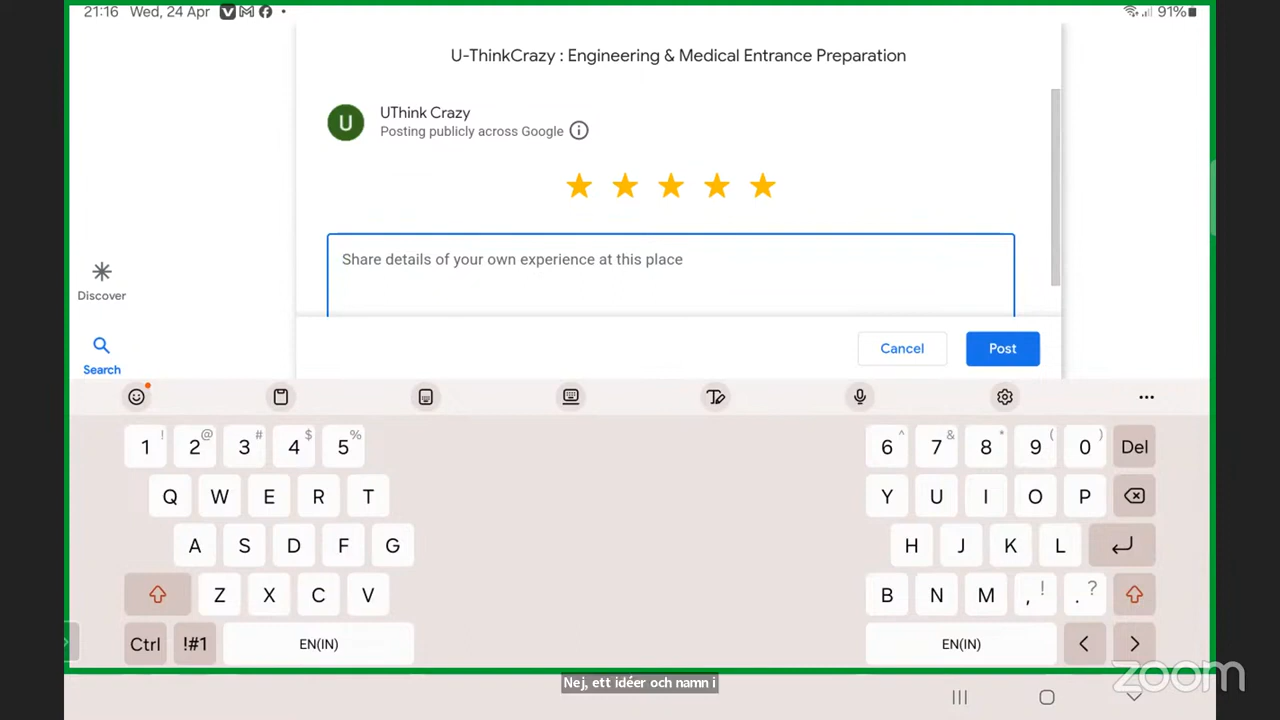 21:16 Wed, 24 Apr
91%
U-ThinkCrazy : Engineering & Medical Entrance Preparation
U
UThink Crazy
Posting publicly across Google
Share details of your own experience at this place
Discover
Search
Cancel
Post
1 ! 2 @ 3 # 4 $ 5 % 6 ^ 7 & 8 * 9 ( 0 ) Del
Q W E R T Y U I O P
A S D F G H J K L
Z X C V B N M , ! . ?
Ctrl !#1 EN(IN) EN(IN) < >
Nej, ett idéer och namn i
zoom